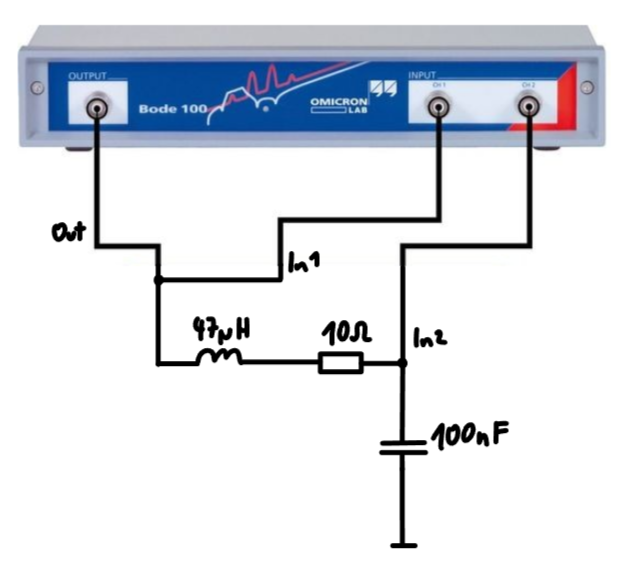 OUTPUT
INPUT
CH 1
CH 2
Bode 100
OMICRON
LAB
Out
In1
47µH
10Ω
In2
100nF